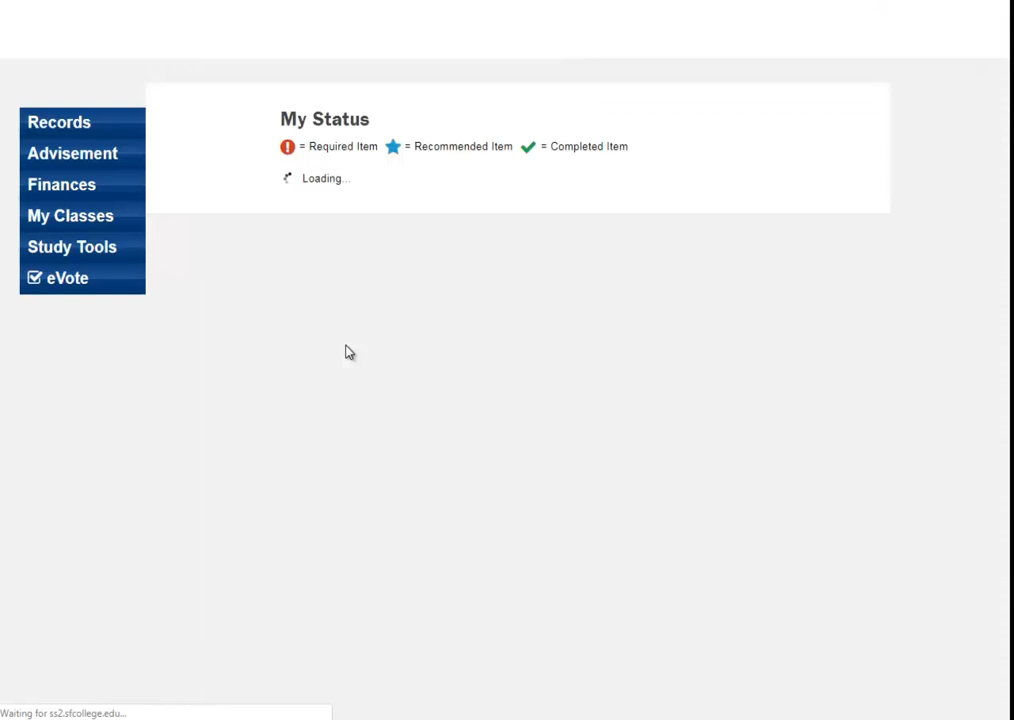 Records
Advisement
Finances
My Classes
Study Tools
eVote
My Status
= Required Item = Recommended Item = Completed Item
Loading...
Waiting for ss2.sfcollege.edu...